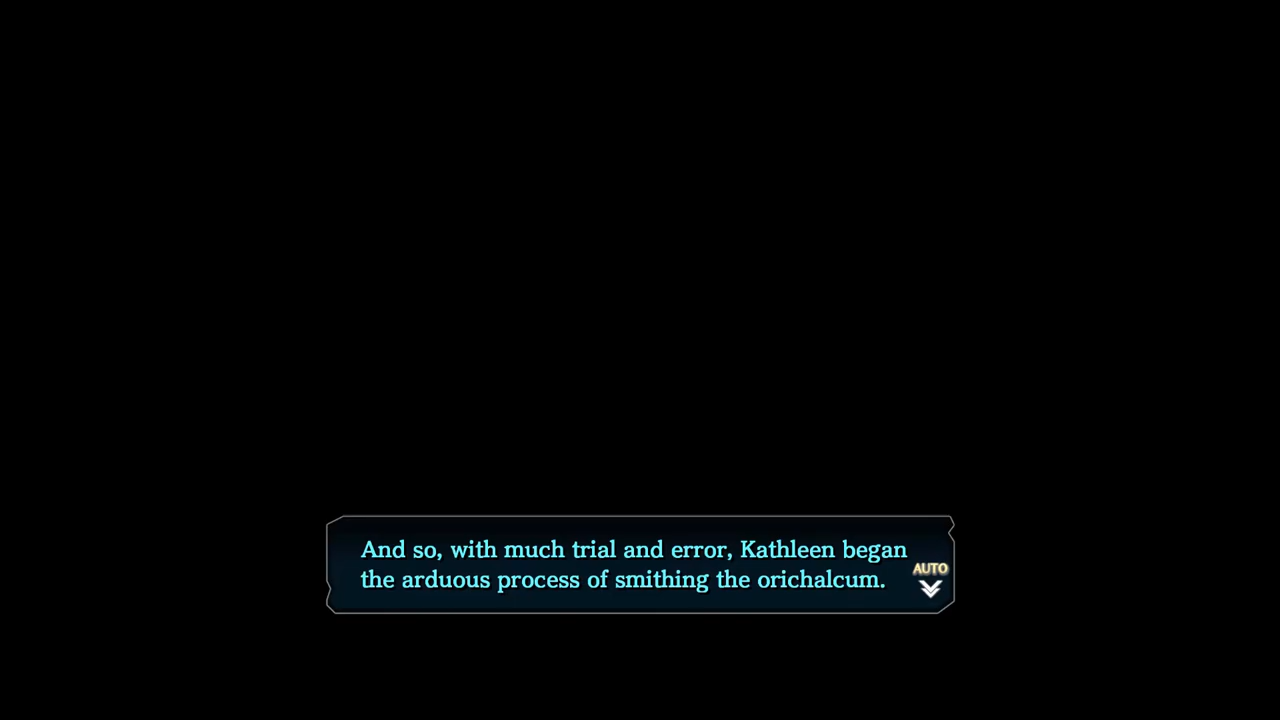 And so, with much trial and error, Kathleen began
the arduous process of smithing the orichalcum.
AUTO